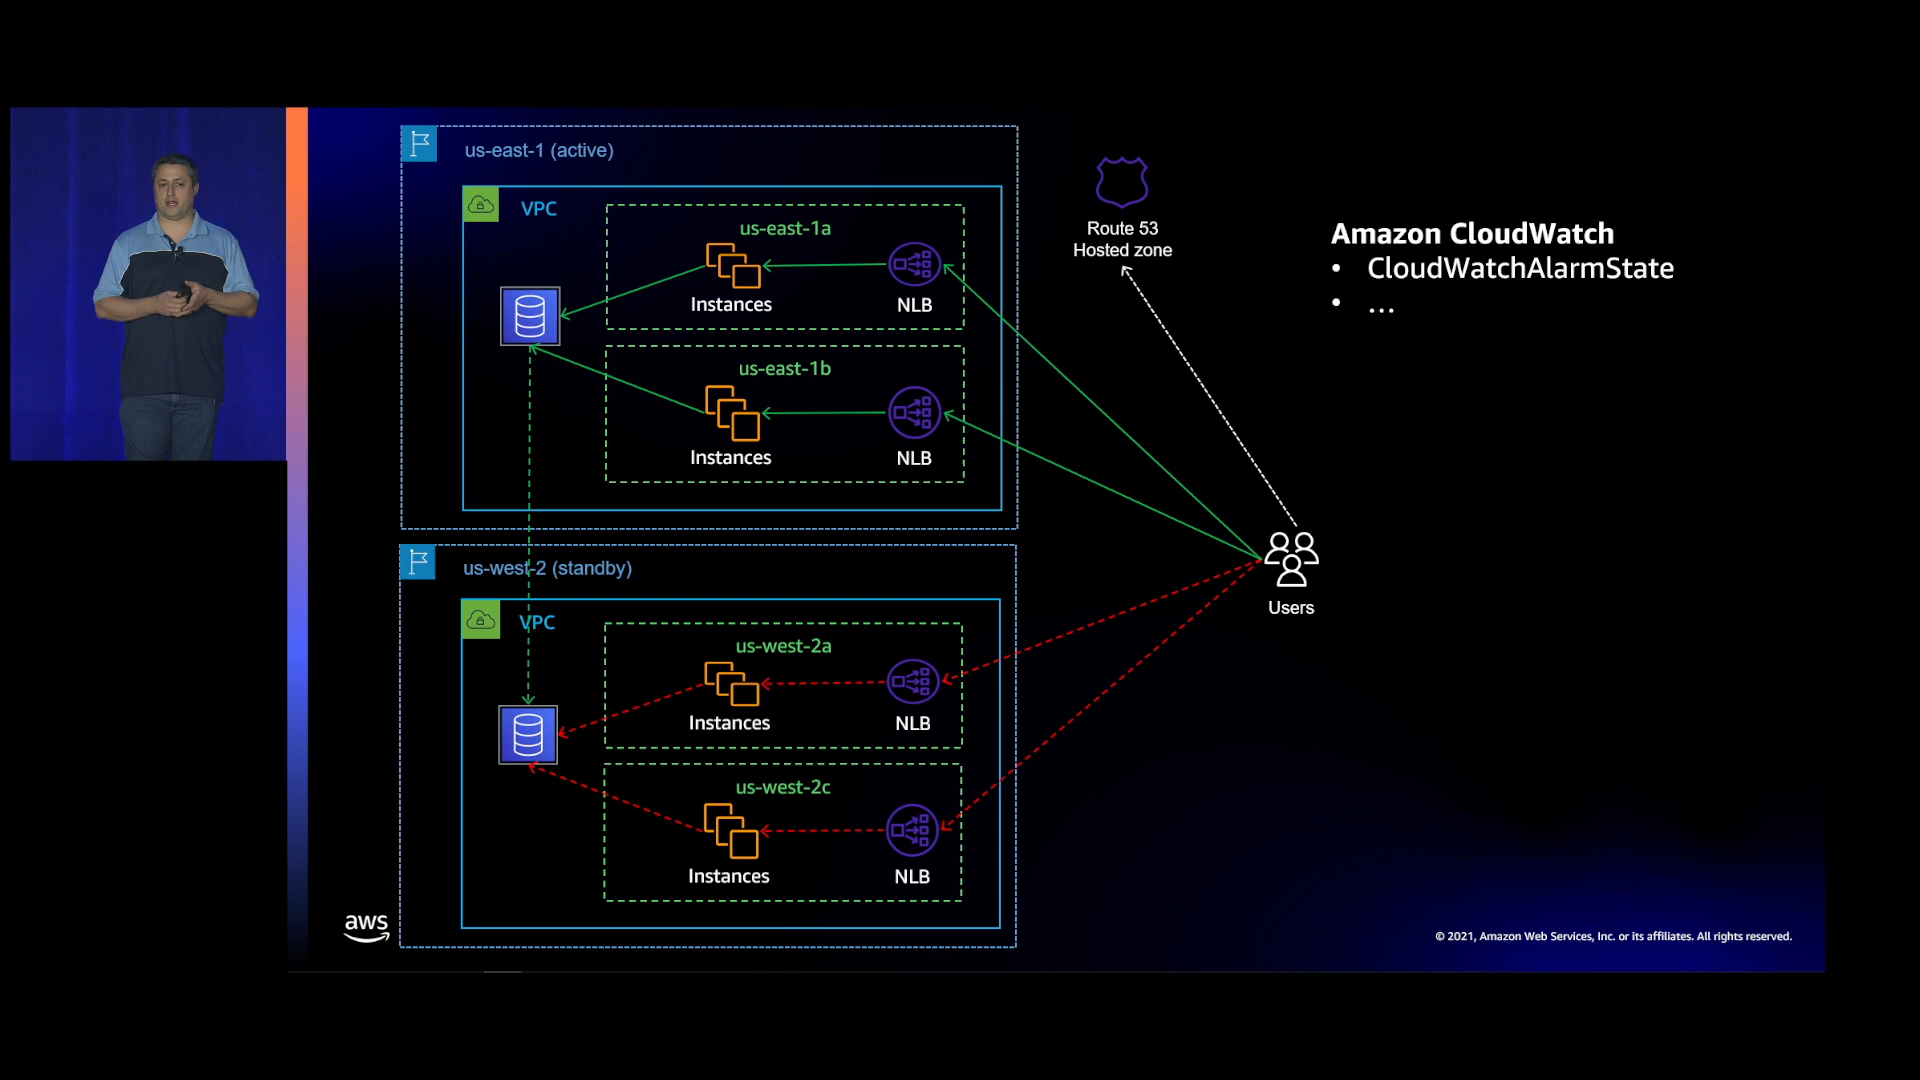 us-east-1 (active)
VPC
us-east-1a
Instances
NLB
us-east-1b
Instances
NLB
us-west-2 (standby)
VPC
us-west-2a
Instances
NLB
us-west-2c
Instances
NLB
Route 53
Hosted zone
Users
Amazon CloudWatch
• CloudWatchAlarmState
• ...
aws
© 2021, Amazon Web Services, Inc. or its affiliates. All rights reserved.